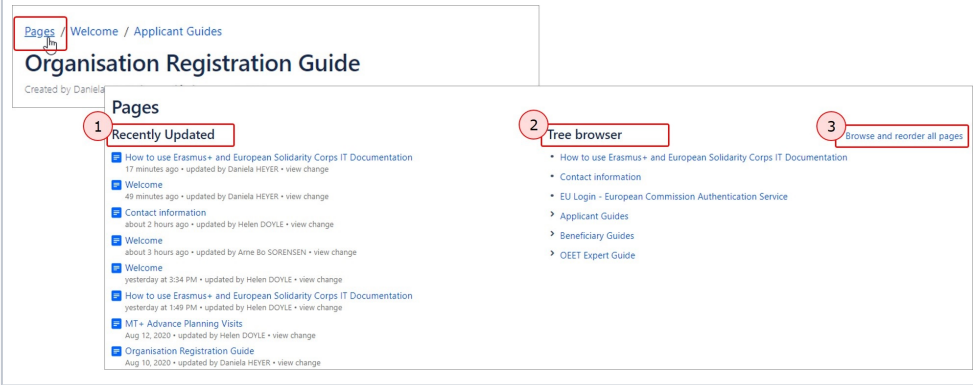 Pages / Welcome / Applicant Guides
Organisation Registration Guide
Created by Daniela
Pages
1
Recently Updated
How to use Erasmus+ and European Solidarity Corps IT Documentation
17 minutes ago • updated by Daniela HEYER • view change
Welcome
49 minutes ago • updated by Daniela HEYER • view change
Contact information
about 2 hours ago • updated by Helen DOYLE • view change
Welcome
about 3 hours ago • updated by Arne Bo SORENSEN • view change
Welcome
yesterday at 3:34 PM • updated by Helen DOYLE • view change
How to use Erasmus+ and European Solidarity Corps IT Documentation
yesterday at 1:49 PM • updated by Helen DOYLE • view change
MT+ Advance Planning Visits
Aug 12, 2020 • updated by Helen DOYLE • view change
Organisation Registration Guide
Aug 10, 2020 • updated by Daniela HEYER • view change
2
Tree browser
• How to use Erasmus+ and European Solidarity Corps IT Documentation
• Contact information
• EU Login - European Commission Authentication Service
> Applicant Guides
> Beneficiary Guides
> OEET Expert Guide
3
Browse and reorder all pages